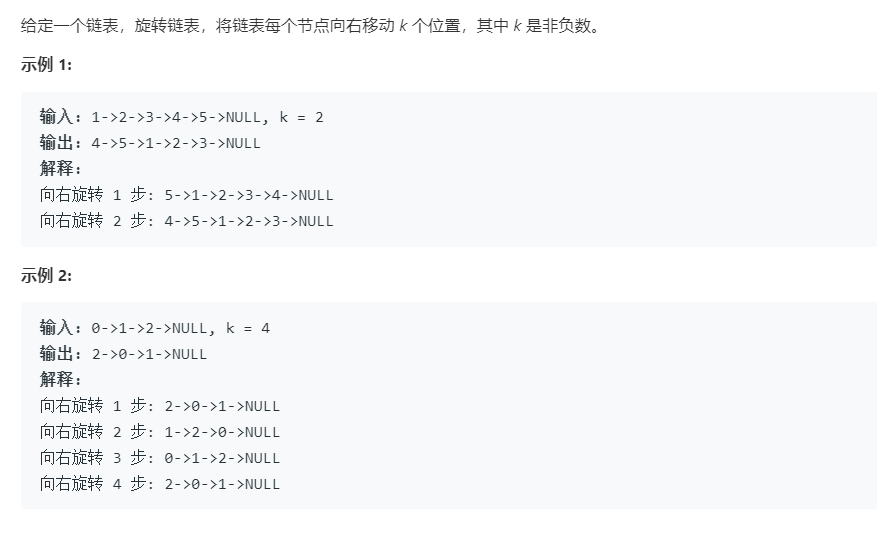 给定一个链表，旋转链表，将链表每个节点向右移动 k 个位置，其中 k 是非负数。
示例 1:
输入: 1->2->3->4->5->NULL, k = 2
输出: 4->5->1->2->3->NULL
解释:
向右旋转 1 步: 5->1->2->3->4->NULL
向右旋转 2 步: 4->5->1->2->3->NULL
示例 2:
输入: 0->1->2->NULL, k = 4
输出: 2->0->1->NULL
解释:
向右旋转 1 步: 2->0->1->NULL
向右旋转 2 步: 1->2->0->NULL
向右旋转 3 步: 0->1->2->NULL
向右旋转 4 步: 2->0->1->NULL